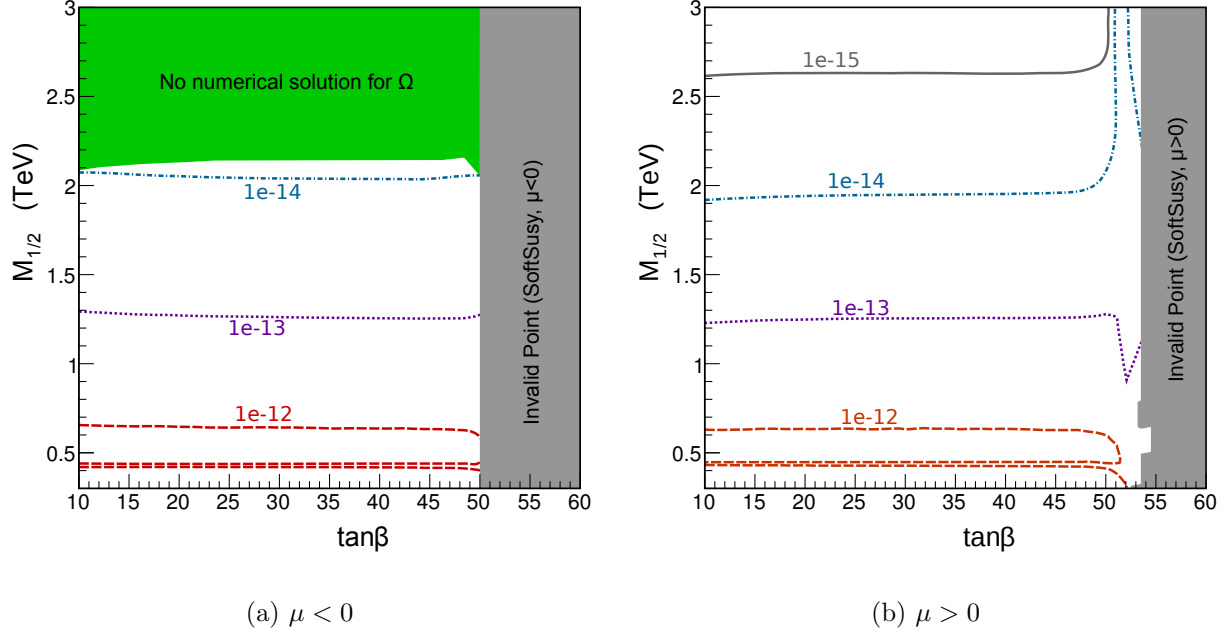 3
2.5
2
1.5
1
0.5
M1/2 (TeV)
No numerical solution for Ω
1e-14
1e-13
1e-12
Invalid Point (SoftSusy, μ<0)
10 15 20 25 30 35 40 45 50 55 60
tanβ
(a) μ < 0
3
2.5
2
1.5
1
0.5
M1/2 (TeV)
1e-15
1e-14
1e-13
1e-12
Invalid Point (SoftSusy, μ>0)
10 15 20 25 30 35 40 45 50 55 60
tanβ
(b) μ > 0